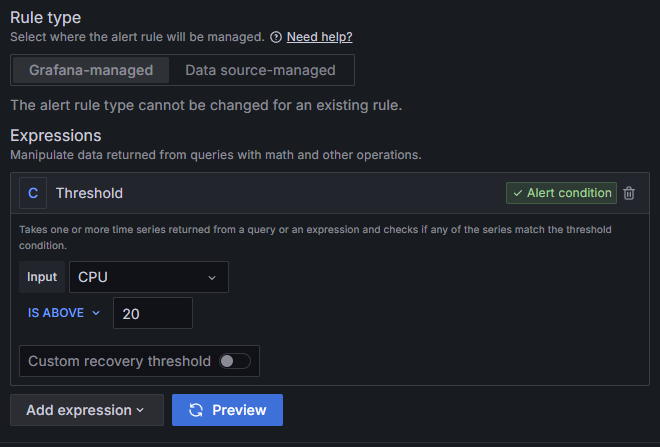 Rule type
Select where the alert rule will be managed. Need help?
Grafana-managed Data source-managed
The alert rule type cannot be changed for an existing rule.
Expressions
Manipulate data returned from queries with math and other operations.
C Threshold Alert condition
Takes one or more time series returned from a query or an expression and checks if any of the series match the threshold
condition.
Input CPU
IS ABOVE 20
Custom recovery threshold
Add expression Preview